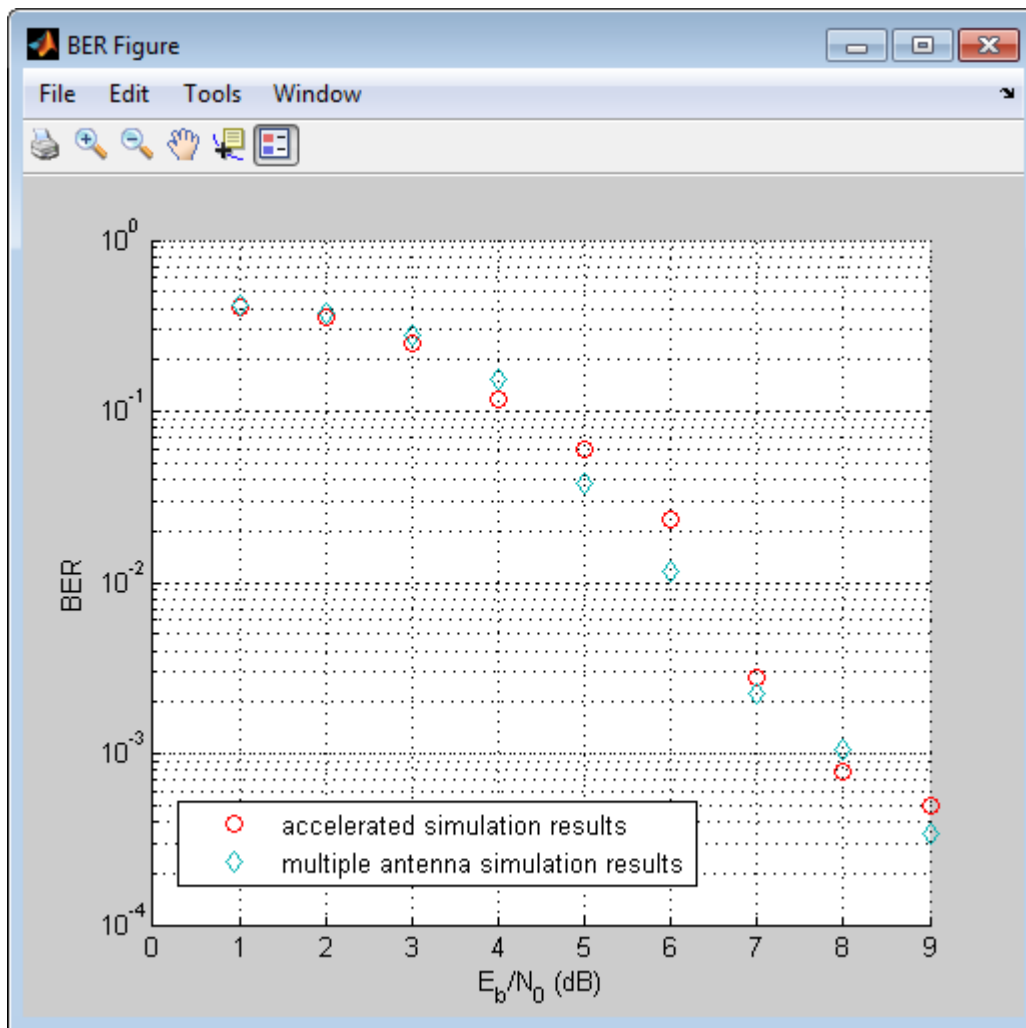 BER Figure
File Edit Tools Window
10^0
10^-1
10^-2
10^-3
10^-4
BER
accelerated simulation results
multiple antenna simulation results
0 1 2 3 4 5 6 7 8 9
E_b/N_0 (dB)